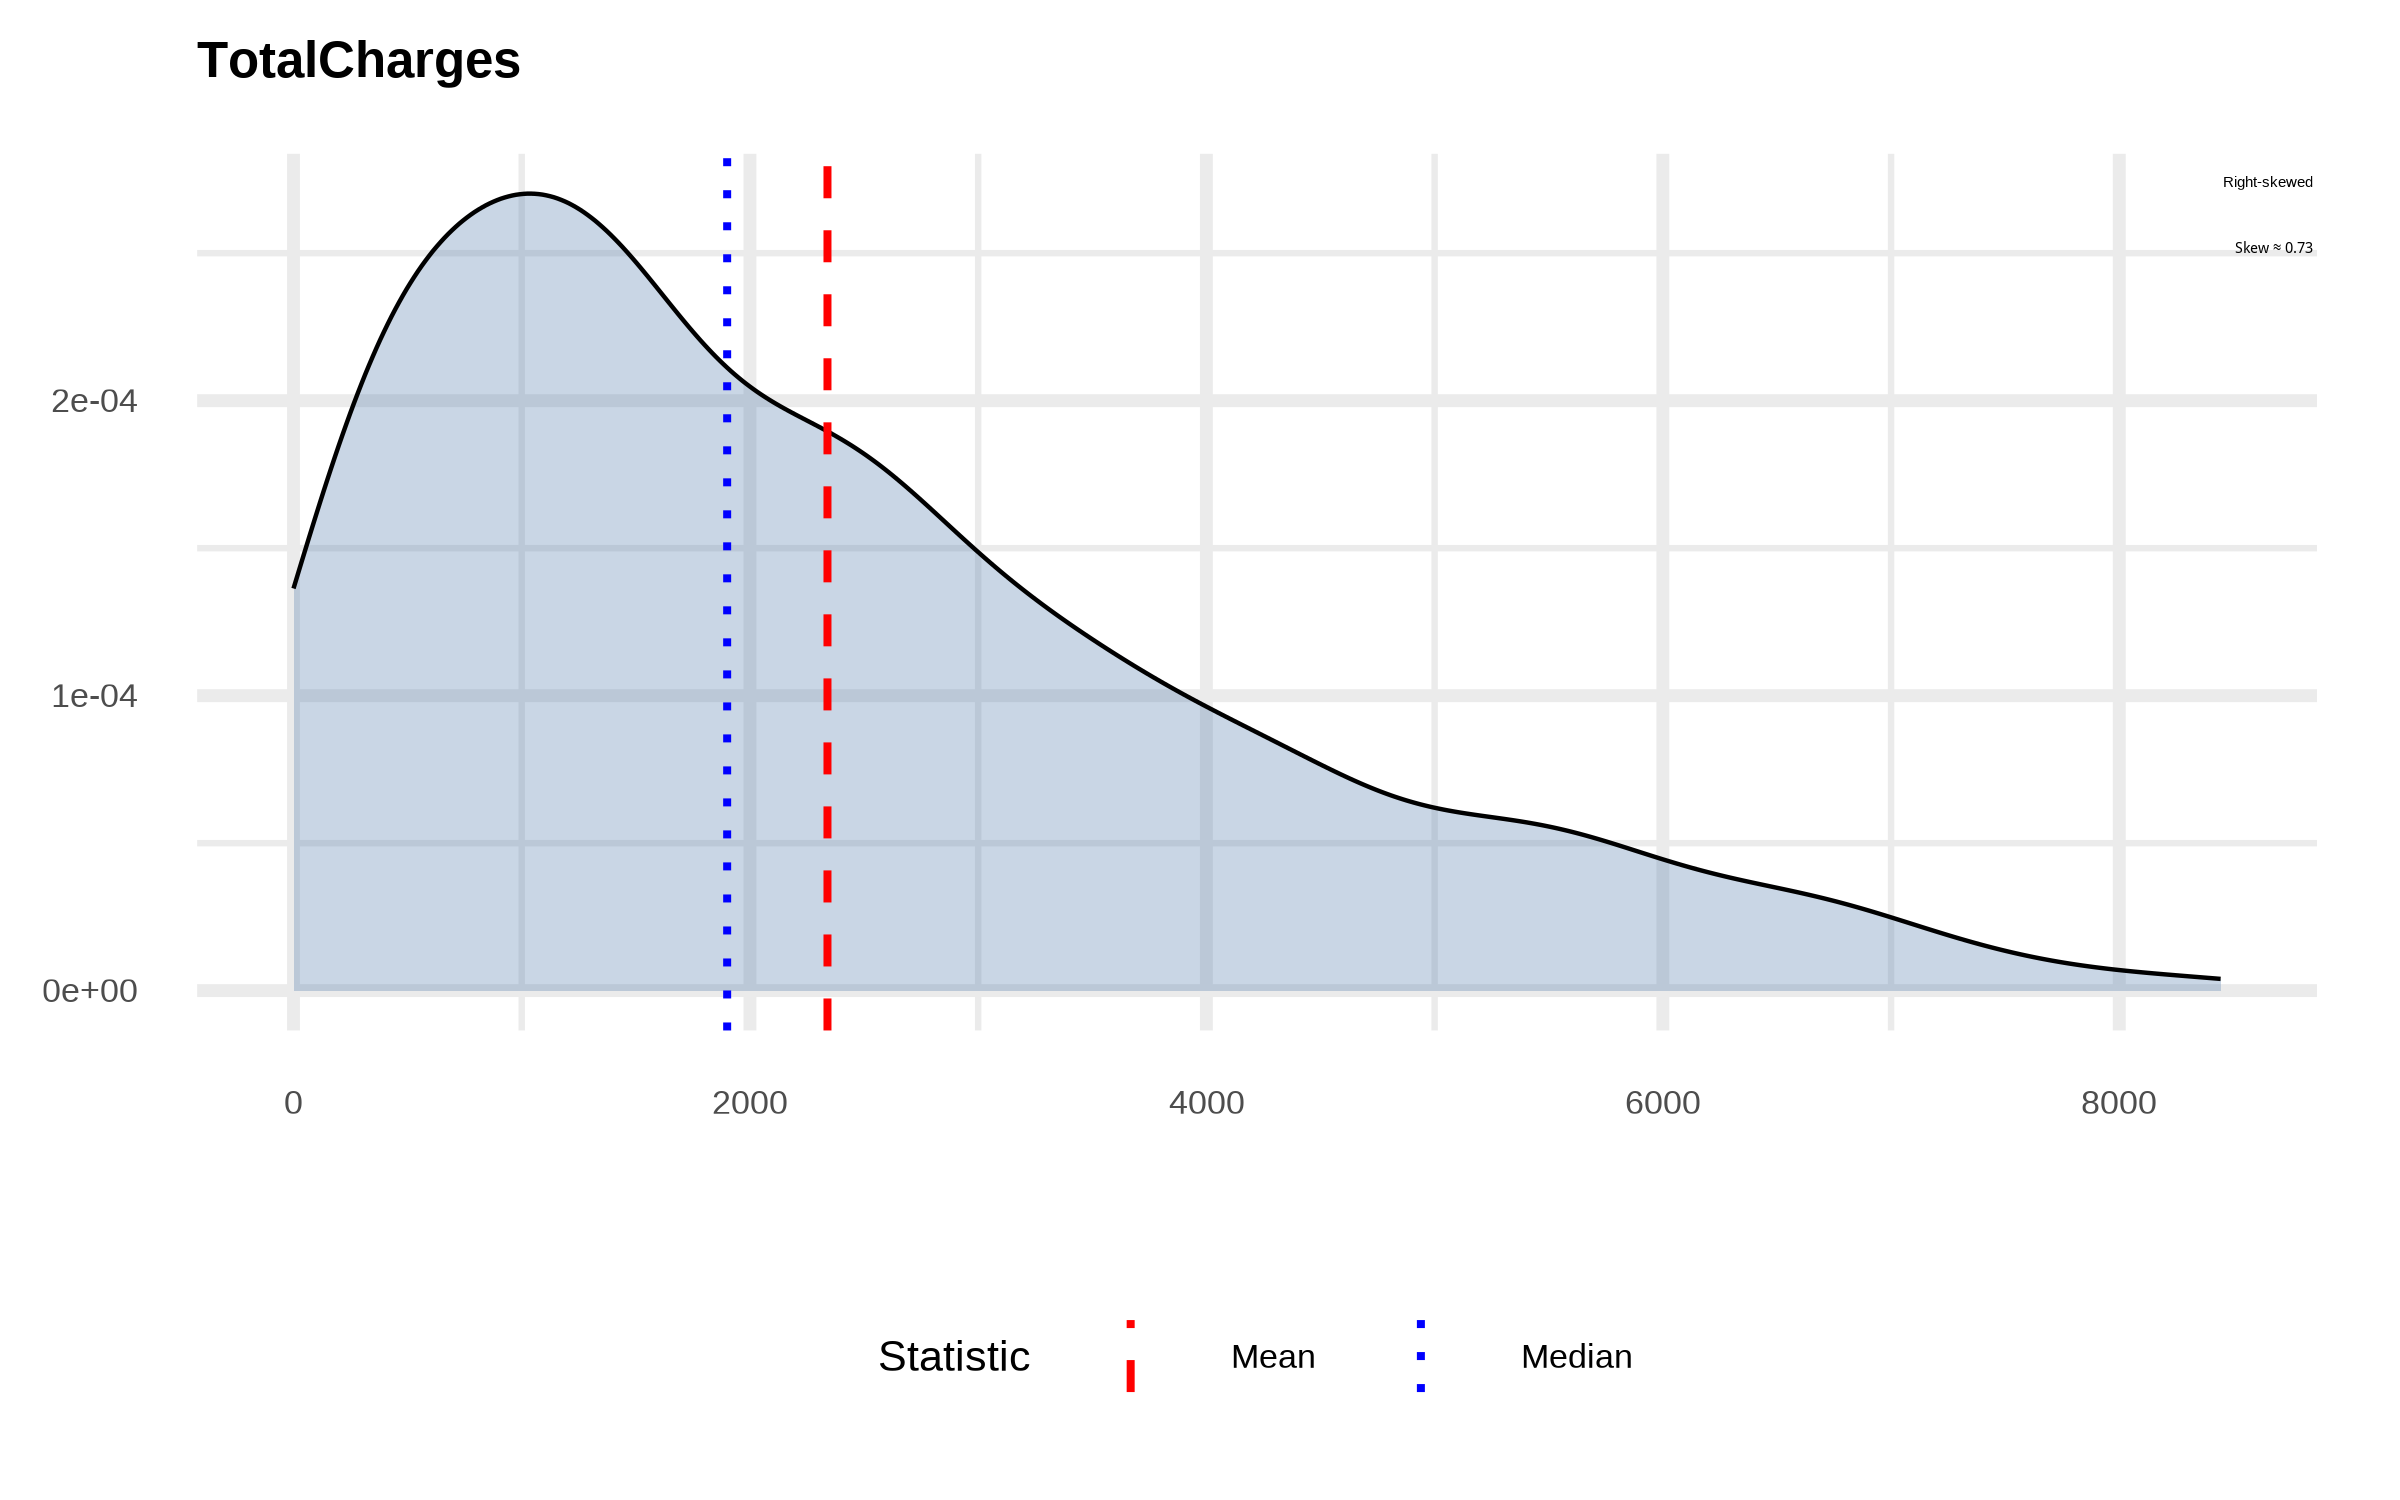 TotalCharges
Right-skewed
Skew ≈ 0.73
2e-04
1e-04
0e+00
0 2000 4000 6000 8000
Statistic Mean Median